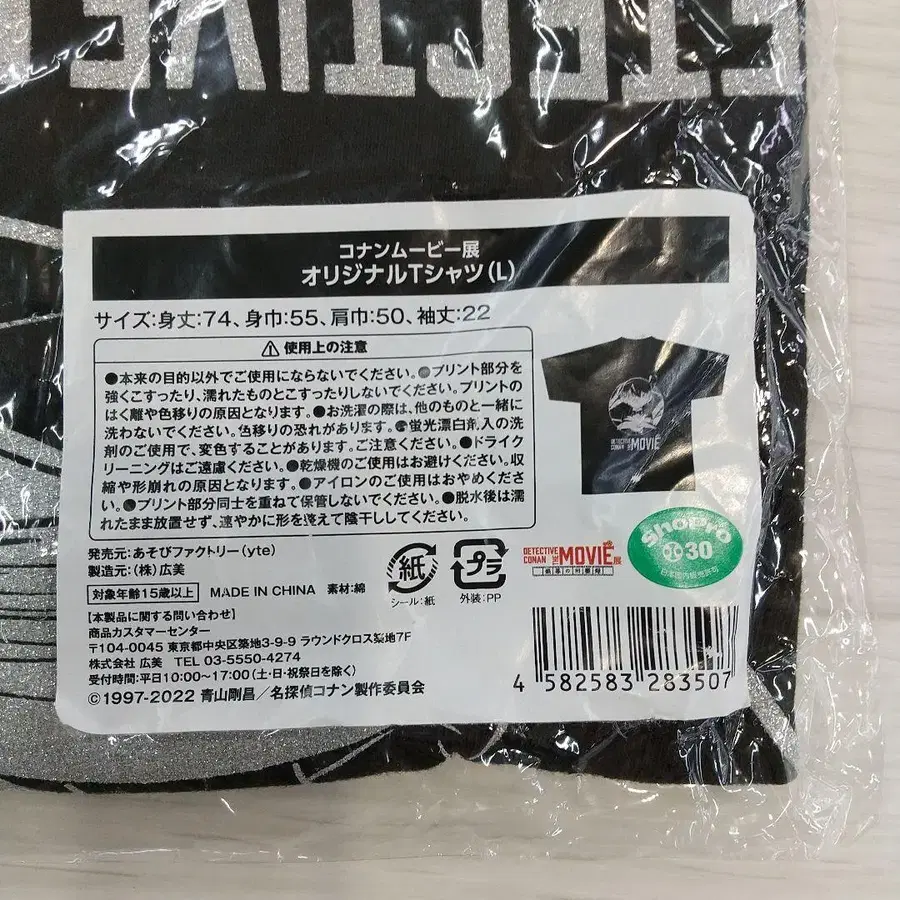 ETECTIVE
コナンムービー展
オリジナルTシャツ(L)
サイズ:身丈:74、身巾:55、肩巾:50、袖丈:22
⚠使用上の注意
●本来の目的以外でご使用にならないでください。●プリント部分を
強くこすったり、濡れたものとこすったりしないでください。プリントの
はく離や色移りの原因となります。●お洗濯の際は、他のものと一緒に
洗わないでください。色移りの恐れがあります。●蛍光漂白剤入の洗
剤のご使用で、変色することがあります。ご注意ください。●ドライク
リーニングはご遠慮ください。●乾燥機のご使用はお避けください。収
縮や形崩れの原因となります。●アイロンのご使用はおやめくださ
い。●プリント部分同士を重ねて保管しないでください。●脱水後は濡
れたまま放置せず、速やかに形を整えて陰干ししてください。
DETECTIVE
CONAN THE MOVIE
発売元:あそびファクトリー(yte)
製造元:(株)広美
対象年齢15歳以上 MADE IN CHINA 素材:綿
紙
シール:紙
プラ
外装:PP
DETECTIVE
CONAN THE MOVIE展
ShoPro
30
日本国内販売許可
【本製品に関する問い合わせ】
商品カスタマーセンター
〒104-0045 東京都中央区築地3-9-9 ラウンドクロス築地7F
株式会社 広美 TEL 03-5550-4274
受付時間:平日10:00~17:00(土・日・祝祭日を除く)
©1997-2022 青山剛昌/名探偵コナン製作委員会
4 582583 283507